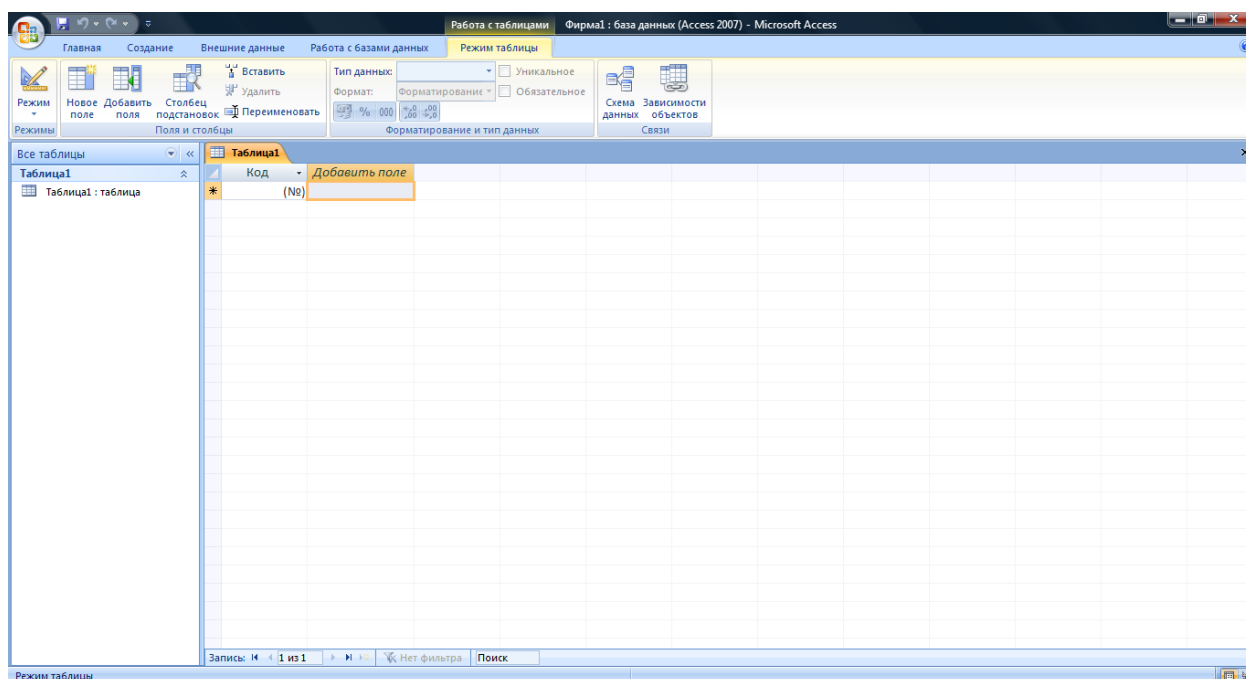 Работа с таблицами Фирма1 : база данных (Access 2007) - Microsoft Access
Главная Создание Внешние данные Работа с базами данных Режим таблицы
Режим
Новое поле
Добавить поля
Столбец подстановок
Вставить
Удалить
Переименовать
Тип данных:
Уникальное
Формат: Форматирование
Обязательное
% 000
Схема данных
Зависимости объектов
Режимы Поля и столбцы Форматирование и тип данных Связи
Все таблицы
Таблица1
Таблица1 : таблица
Таблица1
Код Добавить поле
(№)
Запись: 1 из 1 Нет фильтра Поиск
Режим таблицы